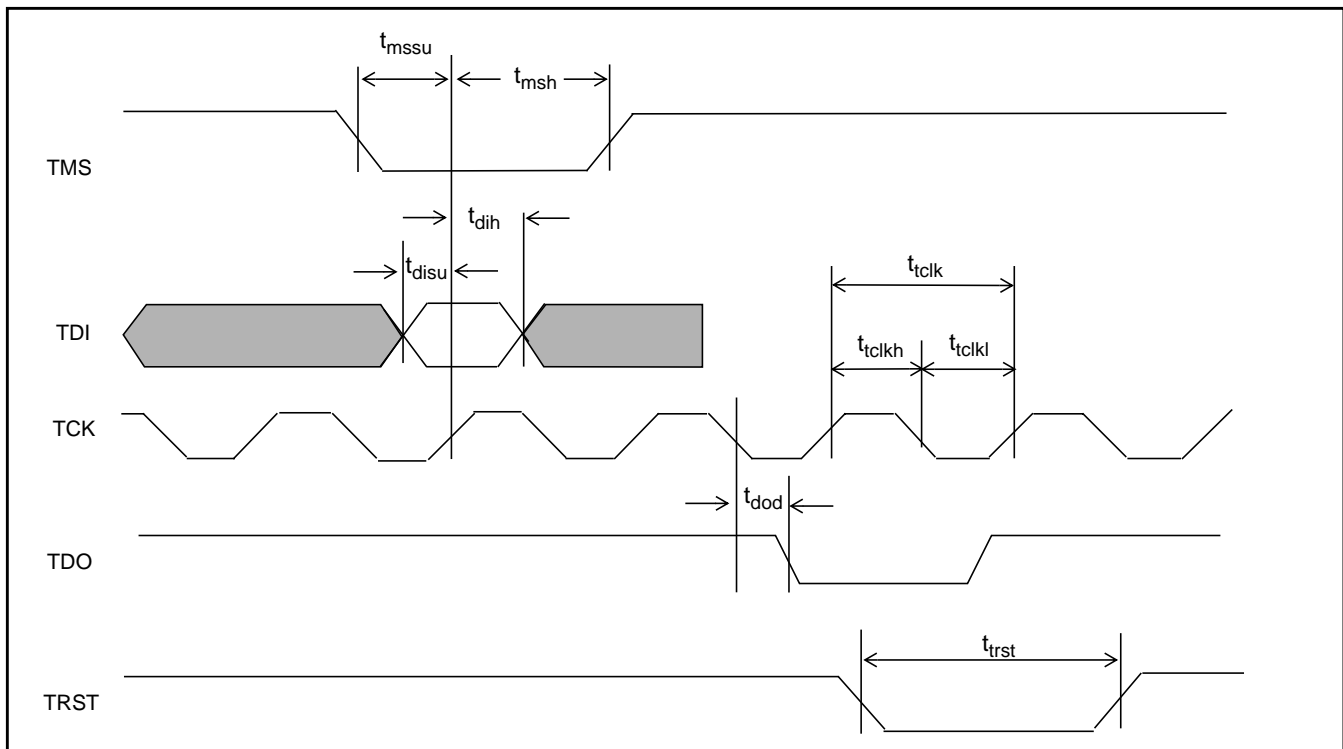 tmssu
tmsh
TMS
tdih
tdisu
ttclk
TDI
ttclkh
ttclkl
TCK
tdod
TDO
ttrst
TRST